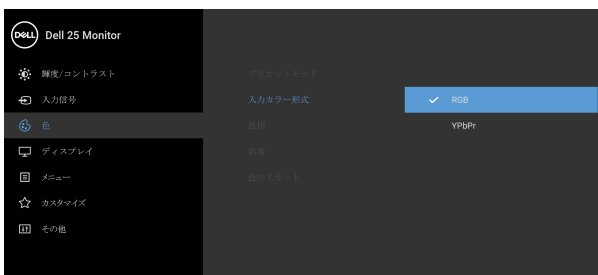 DELL
Dell 25 Monitor
輝度/コントラスト
入力信号
色
ディスプレイ
メニュー
カスタマイズ
その他
プリセットモード
入力カラー形式
色相
彩度
色のリセット
RGB
YPbPr